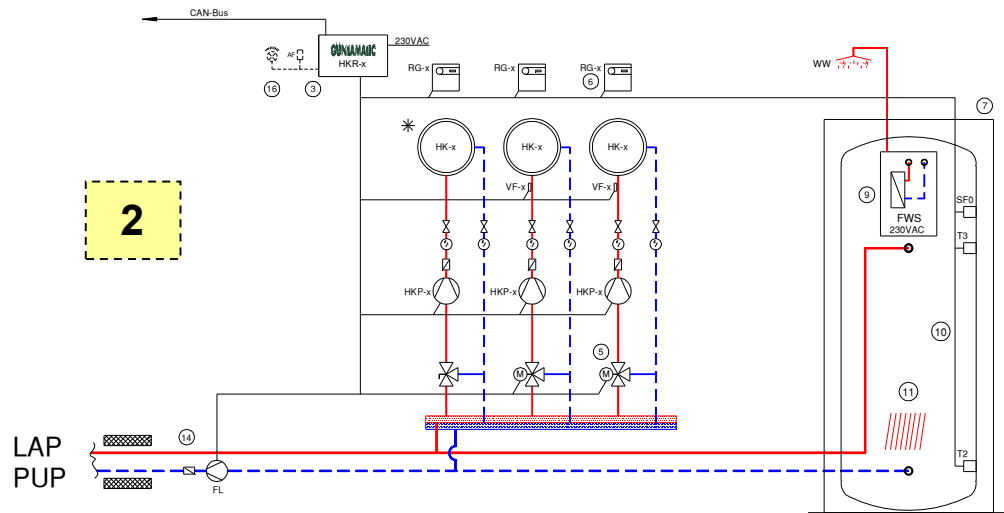 CAN-Bus
GUNTAMATIC
HKR-x
230VAC
AF
16
3
RG-x
RG-x
RG-x
6
WW
7
HK-x
HK-x
HK-x
VF-x
VF-x
2
9
FWS
230VAC
SF0
T3
HKP-x
HKP-x
HKP-x
10
5
M
M
11
14
LAP
PUP
FL
T2